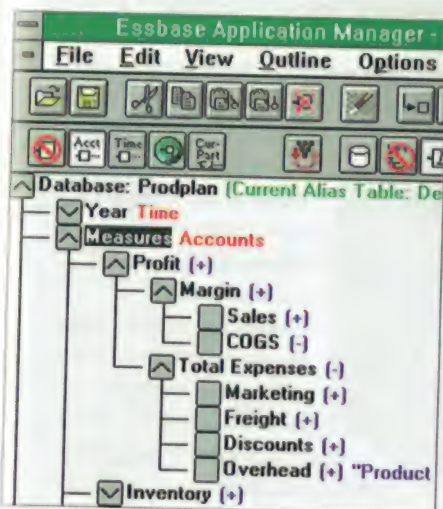 Essbase Application Manager -
File Edit View Outline Options
Acct Time Cur-Part
Database: Prodplan (Current Alias Table: De
Year Time
Measures Accounts
Profit (+)
Margin (+)
Sales (+)
COGS (-)
Total Expenses (-)
Marketing (+)
Freight (+)
Discounts (+)
Overhead (+) "Product
Inventory (+)